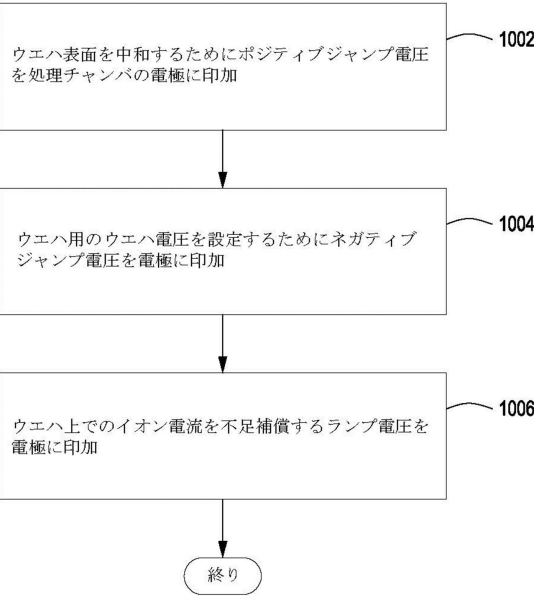 ウエハ表面を中和するためにポジティブジャンプ電圧
を処理チャンバの電極に印加
1002
ウエハ用のウエハ電圧を設定するためにネガティブ
ジャンプ電圧を電極に印加
1004
ウエハ上でのイオン電流を不足補償するランプ電圧を
電極に印加
1006
終り